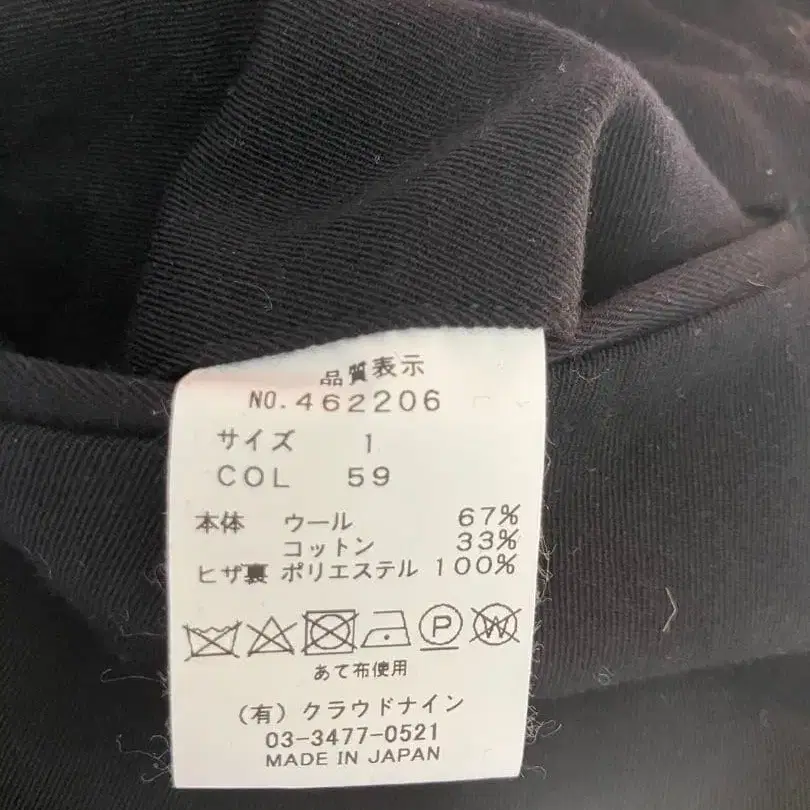 品質表示
NO.462206
サイズ 1
COL 59
本体 ウール 67%
コットン 33%
ヒザ裏 ポリエステル 100%
P W
あて布使用
(有)クラウドナイン
03-3477-0521
MADE IN JAPAN